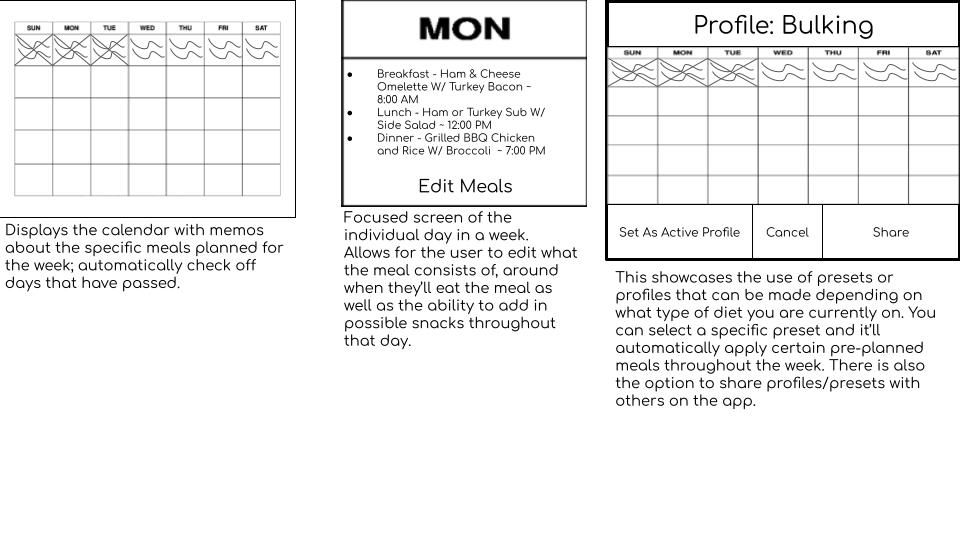 SUN MON TUE WED THU FRI SAT
Displays the calendar with memos
about the specific meals planned for
the week; automatically check off
days that have passed.
MON
● Breakfast - Ham & Cheese
Omelette W/ Turkey Bacon ~
8:00 AM
● Lunch - Ham or Turkey Sub W/
Side Salad ~ 12:00 PM
● Dinner - Grilled BBQ Chicken
and Rice W/ Broccoli ~ 7:00 PM
Edit Meals
Focused screen of the
individual day in a week.
Allows for the user to edit what
the meal consists of, around
when they'll eat the meal as
well as the ability to add in
possible snacks throughout
that day.
Profile: Bulking
SUN MON TUE WED THU FRI SAT
Set As Active Profile Cancel Share
This showcases the use of presets or
profiles that can be made depending on
what type of diet you are currently on. You
can select a specific preset and it'll
automatically apply certain pre-planned
meals throughout the week. There is also
the option to share profiles/presets with
others on the app.